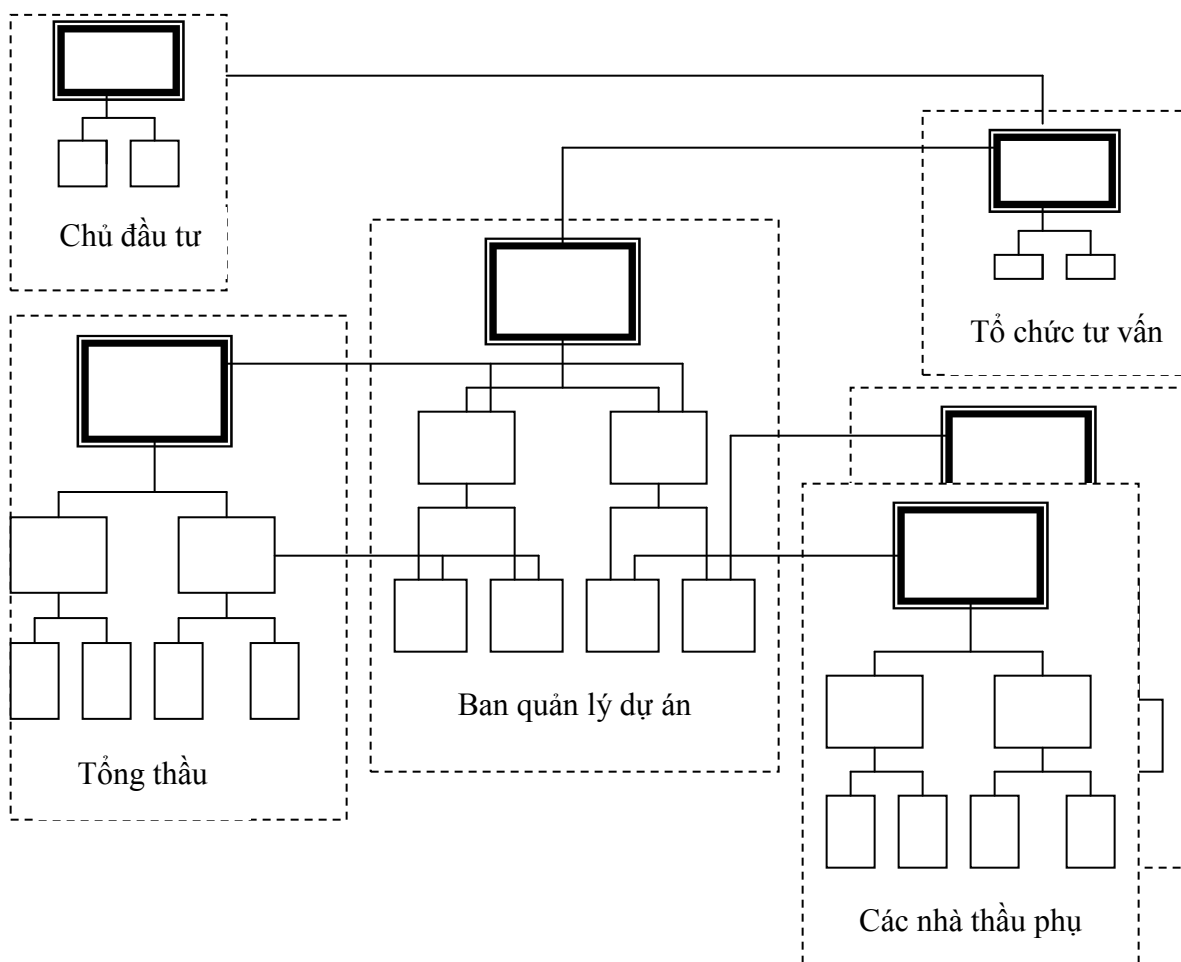 Chủ đầu tư
Tổ chức tư vấn
Ban quản lý dự án
Tổng thầu
Các nhà thầu phụ